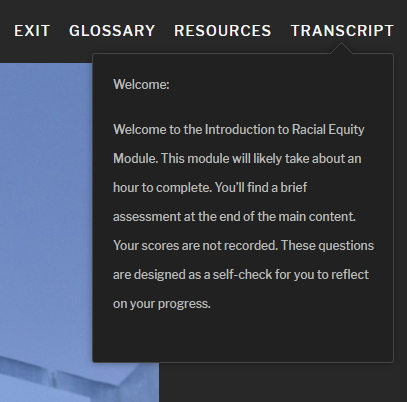 EXIT GLOSSARY RESOURCES TRANSCRIPT
Welcome:
Welcome to the Introduction to Racial Equity
Module. This module will likely take about an
hour to complete. You'll find a brief
assessment at the end of the main content.
Your scores are not recorded. These questions
are designed as a self-check for you to reflect
on your progress.